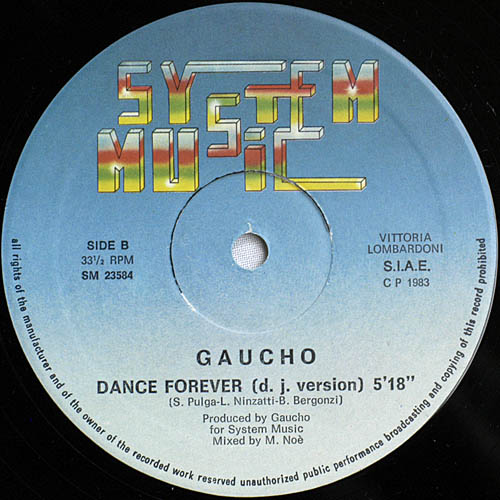 SYSTEM
MUSIC
SIDE B
33½ RPM
SM 23584
VITTORIA
LOMBARDONI
S.I.A.E.
C P 1983
GAUCHO
DANCE FOREVER (d. j. version) 5'18"
(S. Pulga-L. Ninzatti-B. Bergonzi)
Produced by Gaucho
for System Music
Mixed by M. Noè
all rights of the manufacturer and of the owner of the recorded work reserved unauthorized public performance broadcasting and copying of this record prohibited